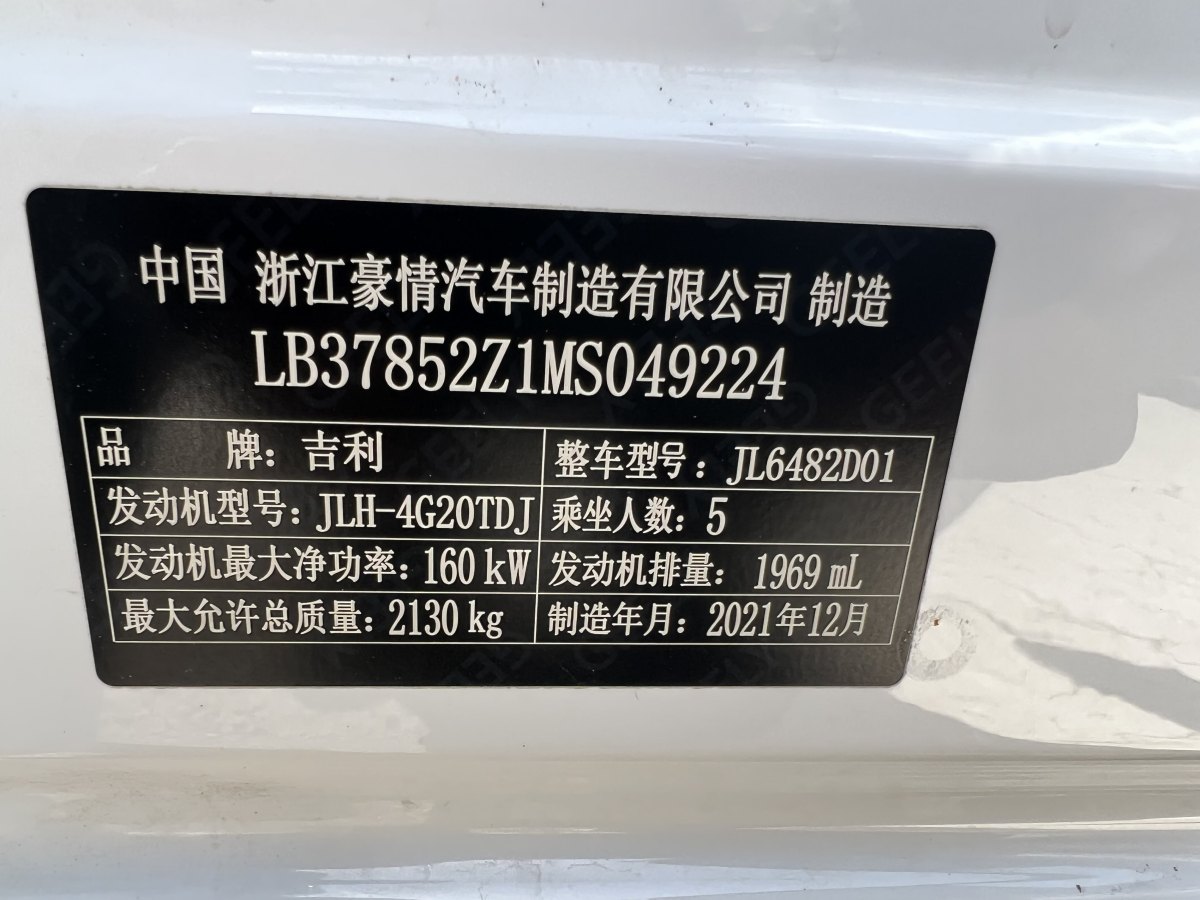 中国 浙江豪情汽车制造有限公司 制造
LB37852Z1MS049224
品 牌：吉利 整车型号：JL6482D01
发动机型号：JLH-4G20TDJ 乘坐人数：5
发动机最大净功率：160 kW 发动机排量：1969 mL
最大允许总质量：2130 kg 制造年月：2021年12月